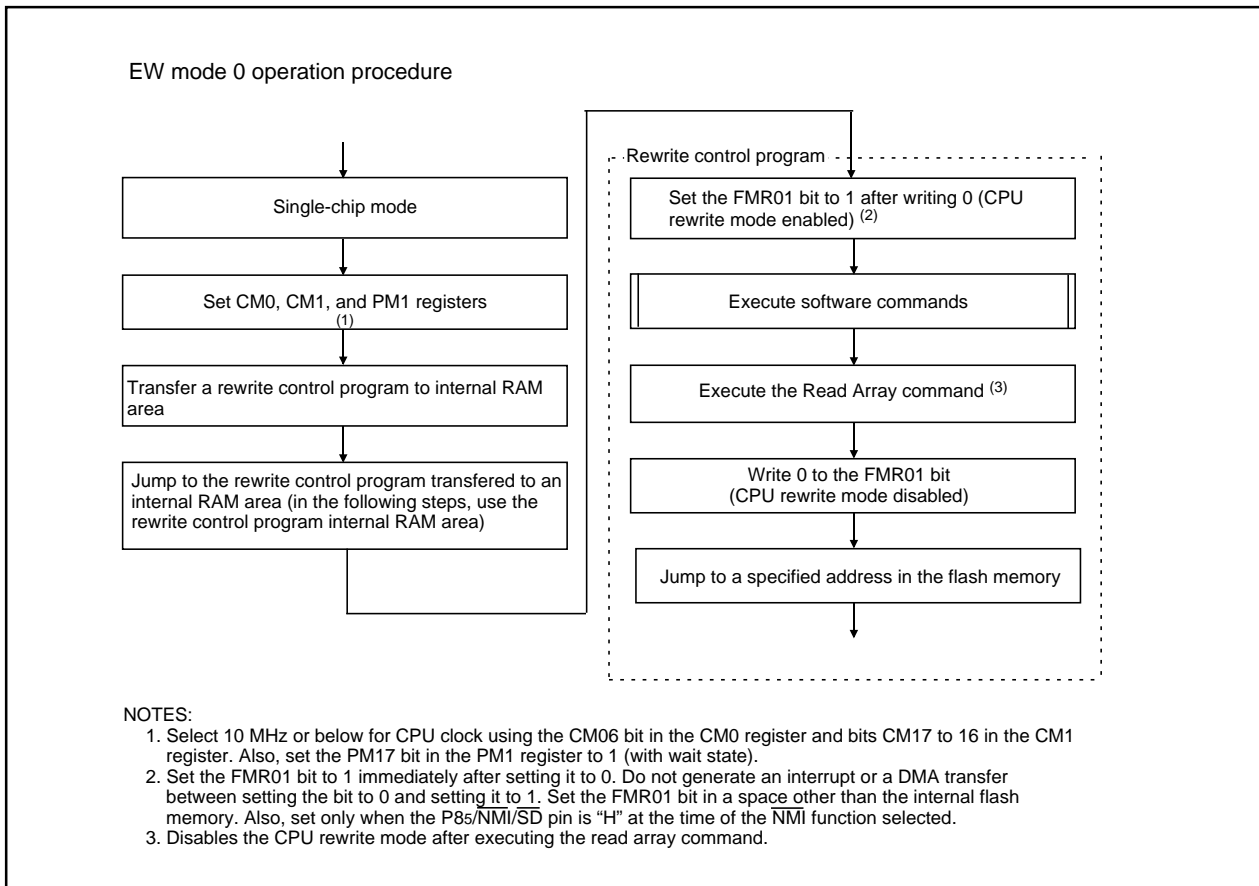 EW mode 0 operation procedure
Single-chip mode
Set CM0, CM1, and PM1 registers
(1)
Transfer a rewrite control program to internal RAM
area
Jump to the rewrite control program transfered to an
internal RAM area (in the following steps, use the
rewrite control program internal RAM area)
Rewrite control program
Set the FMR01 bit to 1 after writing 0 (CPU
rewrite mode enabled) (2)
Execute software commands
Execute the Read Array command (3)
Write 0 to the FMR01 bit
(CPU rewrite mode disabled)
Jump to a specified address in the flash memory
NOTES:
1. Select 10 MHz or below for CPU clock using the CM06 bit in the CM0 register and bits CM17 to 16 in the CM1
register. Also, set the PM17 bit in the PM1 register to 1 (with wait state).
2. Set the FMR01 bit to 1 immediately after setting it to 0. Do not generate an interrupt or a DMA transfer
between setting the bit to 0 and setting it to 1. Set the FMR01 bit in a space other than the internal flash
memory. Also, set only when the P85/NMI/SD pin is “H” at the time of the NMI function selected.
3. Disables the CPU rewrite mode after executing the read array command.